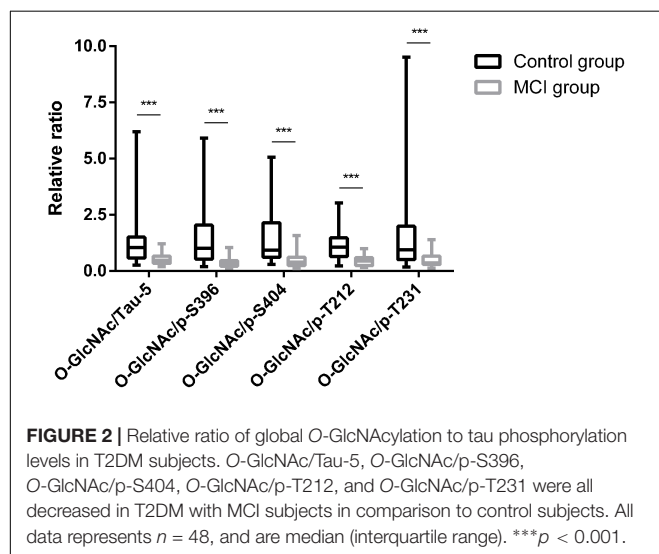 10.0
7.5
5.0
2.5
0.0
Relative ratio
***
***
***
***
***
Control group
MCI group
O-GlcNAc/Tau-5
O-GlcNAc/p-S396
O-GlcNAc/p-S404
O-GlcNAc/p-T212
O-GlcNAc/p-T231
FIGURE 2 | Relative ratio of global O-GlcNAcylation to tau phosphorylation
levels in T2DM subjects. O-GlcNAc/Tau-5, O-GlcNAc/p-S396,
O-GlcNAc/p-S404, O-GlcNAc/p-T212, and O-GlcNAc/p-T231 were all
decreased in T2DM with MCI subjects in comparison to control subjects. All
data represents n = 48, and are median (interquartile range). ***p < 0.001.